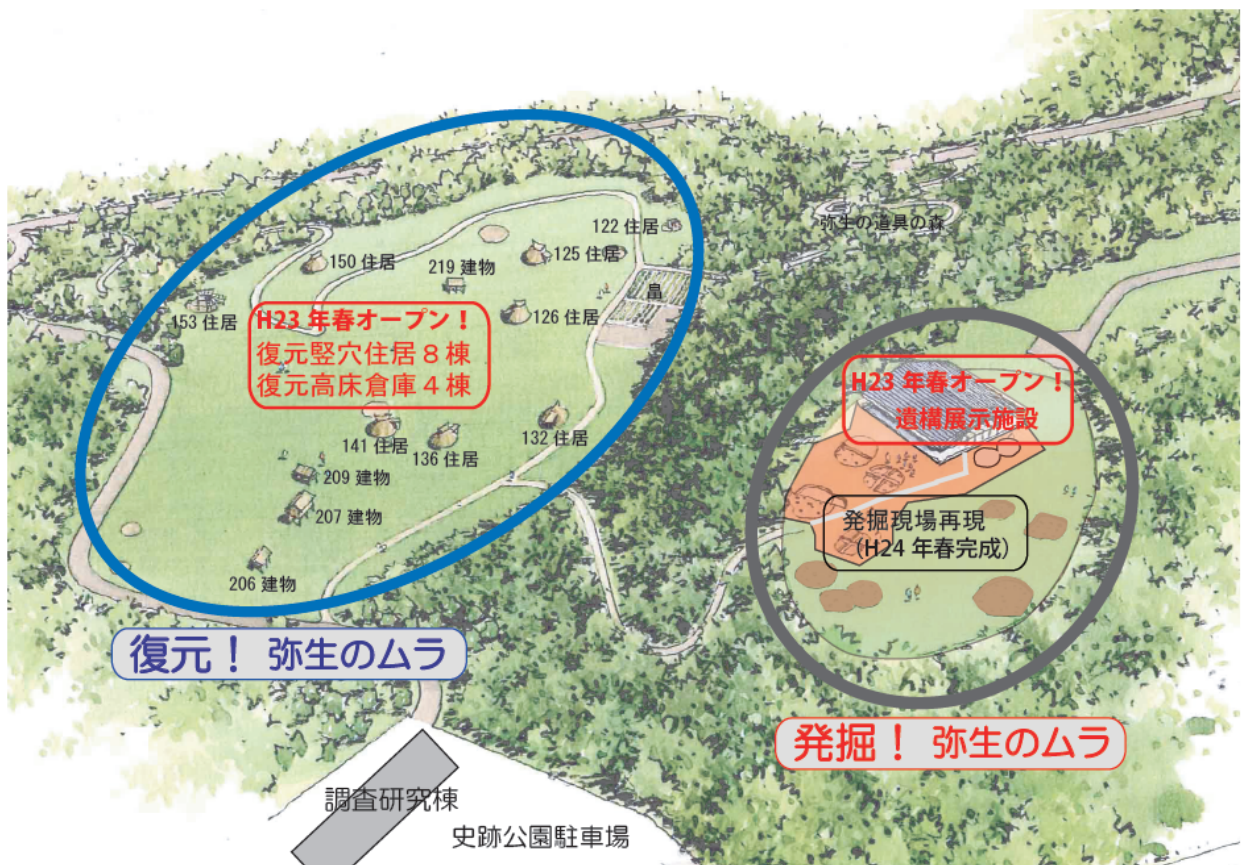 弥生の道具の森
122 住居
125 住居
150 住居
219 建物
畠
153 住居
126 住居
H23 年春オープン！
復元竪穴住居８棟
復元高床倉庫４棟
141 住居
136 住居
132 住居
209 建物
207 建物
206 建物
復元！ 弥生のムラ
H23 年春オープン！
遺構展示施設
発掘現場再現
（H24 年春完成）
発掘！ 弥生のムラ
調査研究棟
史跡公園駐車場